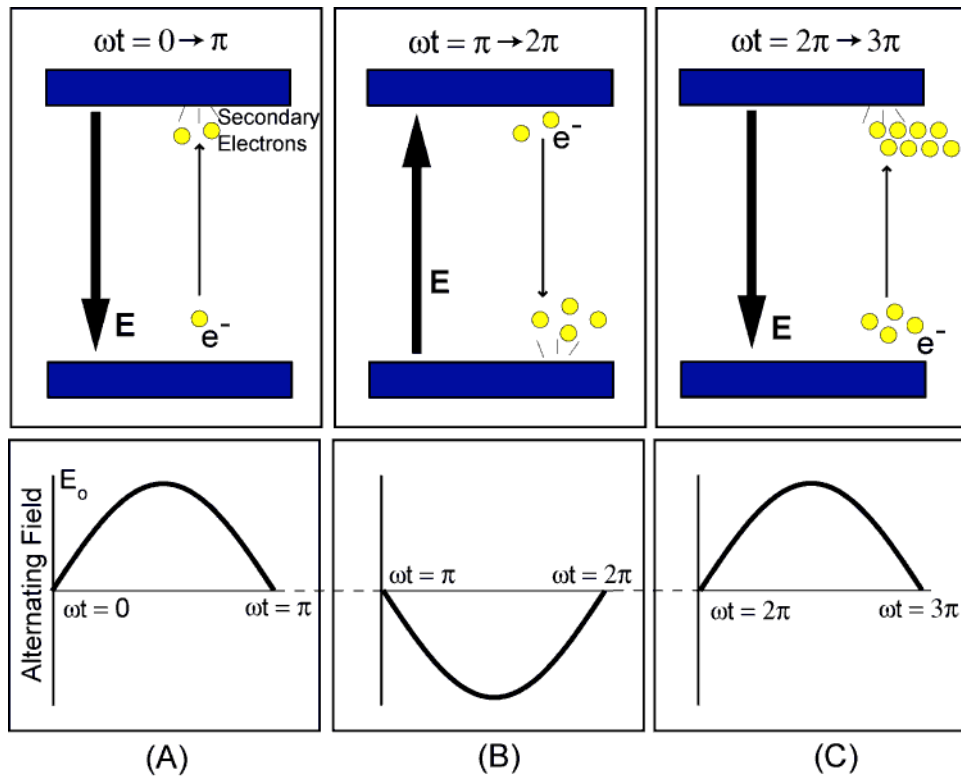 ωt = 0→π
Secondary
Electrons
E
e⁻
ωt = π→2π
e⁻
E
ωt = 2π→3π
E
e⁻
Alternating Field
E₀
ωt = 0
ωt = π
ωt = π
ωt = 2π
ωt = 2π
ωt = 3π
(A)
(B)
(C)